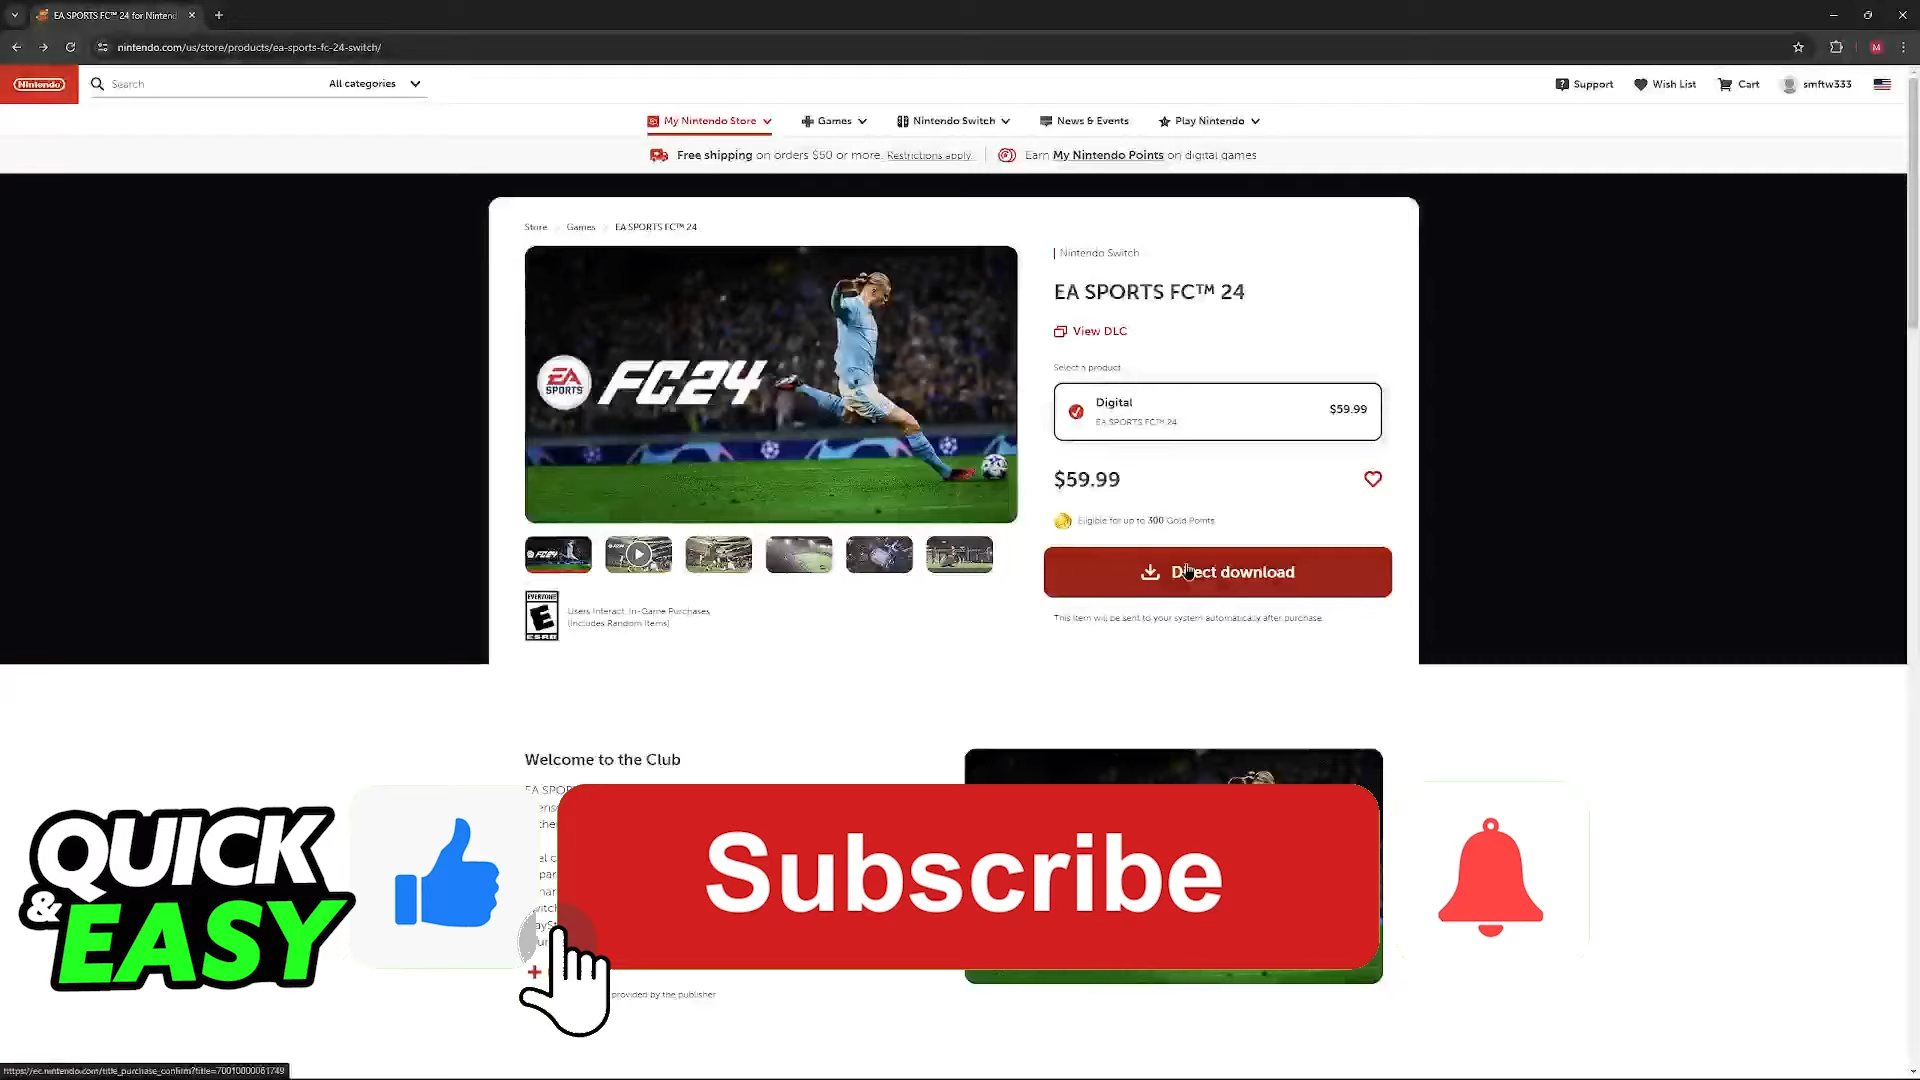 EA SPORTS FC™ 24 for Nintend
nintendo.com/us/store/products/ea-sports-fc-24-switch/
Nintendo
Search
All categories
Support
Wish List
Cart
smftw333
My Nintendo Store
Games
Nintendo Switch
News & Events
Play Nintendo
Free shipping on orders $50 or more Restrictions apply.
Earn My Nintendo Points on digital games
Store
Games
EA SPORTS FC™ 24
EA
SPORTS
FC24
Nintendo Switch
EA SPORTS FC™ 24
View DLC
Select a product
Digital
$59.99
EA SPORTS FC™ 24
$59.99
Eligible for up to 300 Gold Points
Direct download
This item will be sent to your system automatically after purchase.
EVERYONE
E
ESRB
Users Interact, In-Game Purchases
(Includes Random Items)
Welcome to the Club
QUICK
& EASY
Subscribe
provided by the publisher
https://ec.nintendo.com/title_purchase_confirm?title=70010000061749